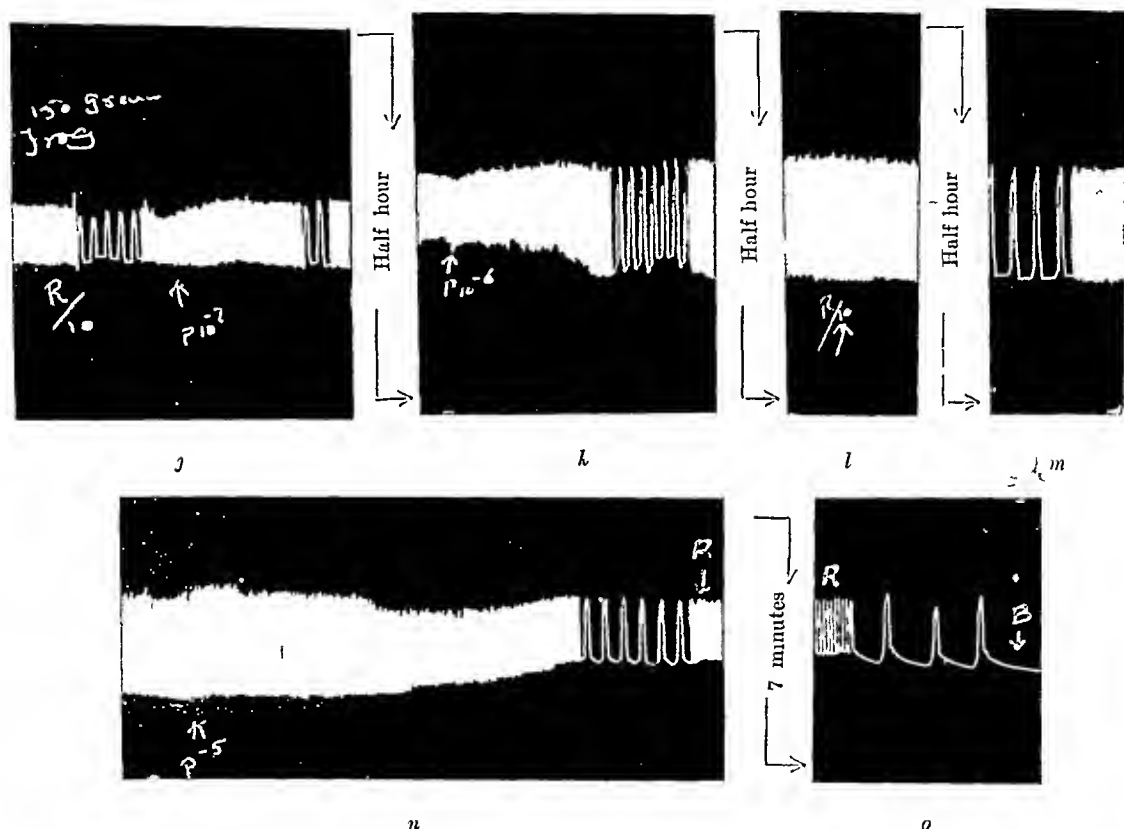 150 gram
frog
R/10
P10⁻⁷
Half hour
P10⁻⁶
Half hour
R/10
Half hour
j
k
l
m
P⁻⁵
R
7 minutes
R
B
n
o